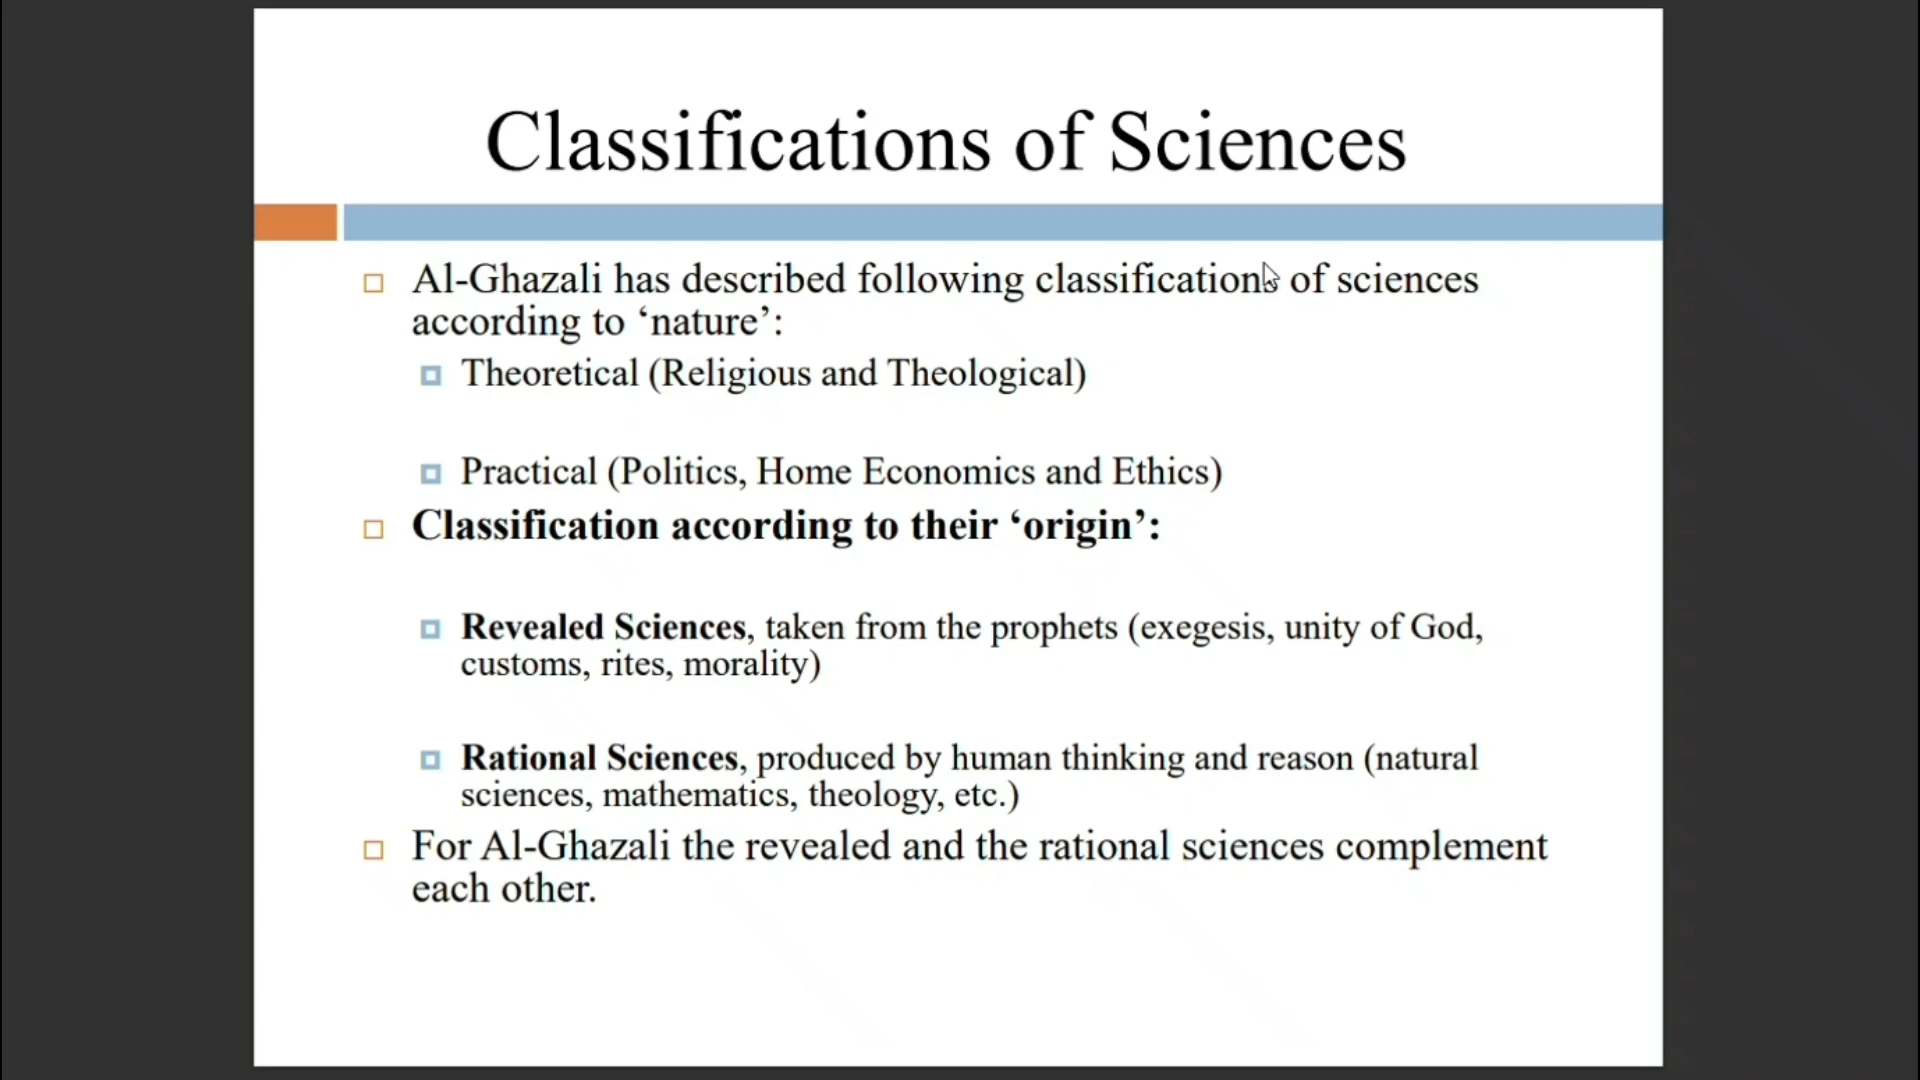 Classifications of Sciences
Al-Ghazali has described following classifications of sciences
according to ‘nature’:
Theoretical (Religious and Theological)
Practical (Politics, Home Economics and Ethics)
Classification according to their ‘origin’:
Revealed Sciences, taken from the prophets (exegesis, unity of God,
customs, rites, morality)
Rational Sciences, produced by human thinking and reason (natural
sciences, mathematics, theology, etc.)
For Al-Ghazali the revealed and the rational sciences complement
each other.